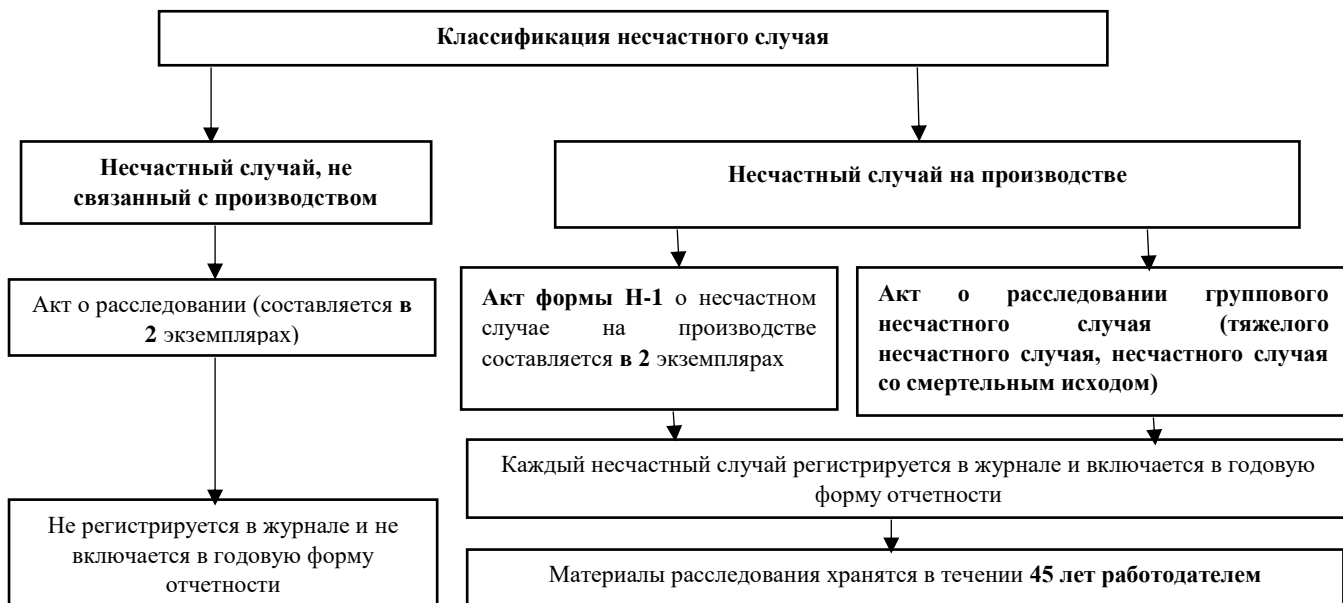 Классификация несчастного случая
Несчастный случай, не
связанный с производством
Несчастный случай на производстве
Акт о расследовании (составляется в
2 экземплярах)
Акт формы Н-1 о несчастном
случае на производстве
составляется в 2 экземплярах
Акт о расследовании группового
несчастного случая (тяжелого
несчастного случая, несчастного случая
со смертельным исходом)
Каждый несчастный случай регистрируется в журнале и включается в годовую
форму отчетности
Не регистрируется в журнале и не
включается в годовую форму
отчетности
Материалы расследования хранятся в течении 45 лет работодателем